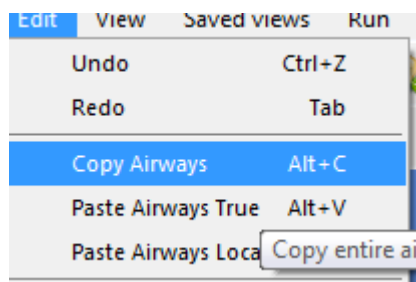 Edit View Saved views Run
Undo Ctrl+Z
Redo Tab
Copy Airways Alt+C
Paste Airways True Alt+V
Paste Airways Loca Copy entire ai